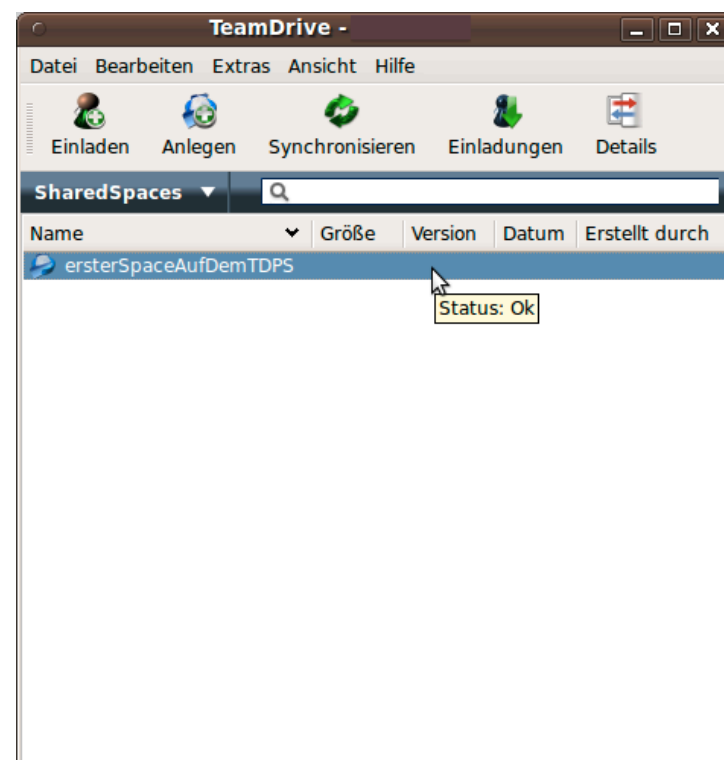 TeamDrive -
Datei Bearbeiten Extras Ansicht Hilfe
Einladen Anlegen Synchronisieren Einladungen Details
SharedSpaces
Name Größe Version Datum Erstellt durch
ersterSpaceAufDemTDPS
Status: Ok